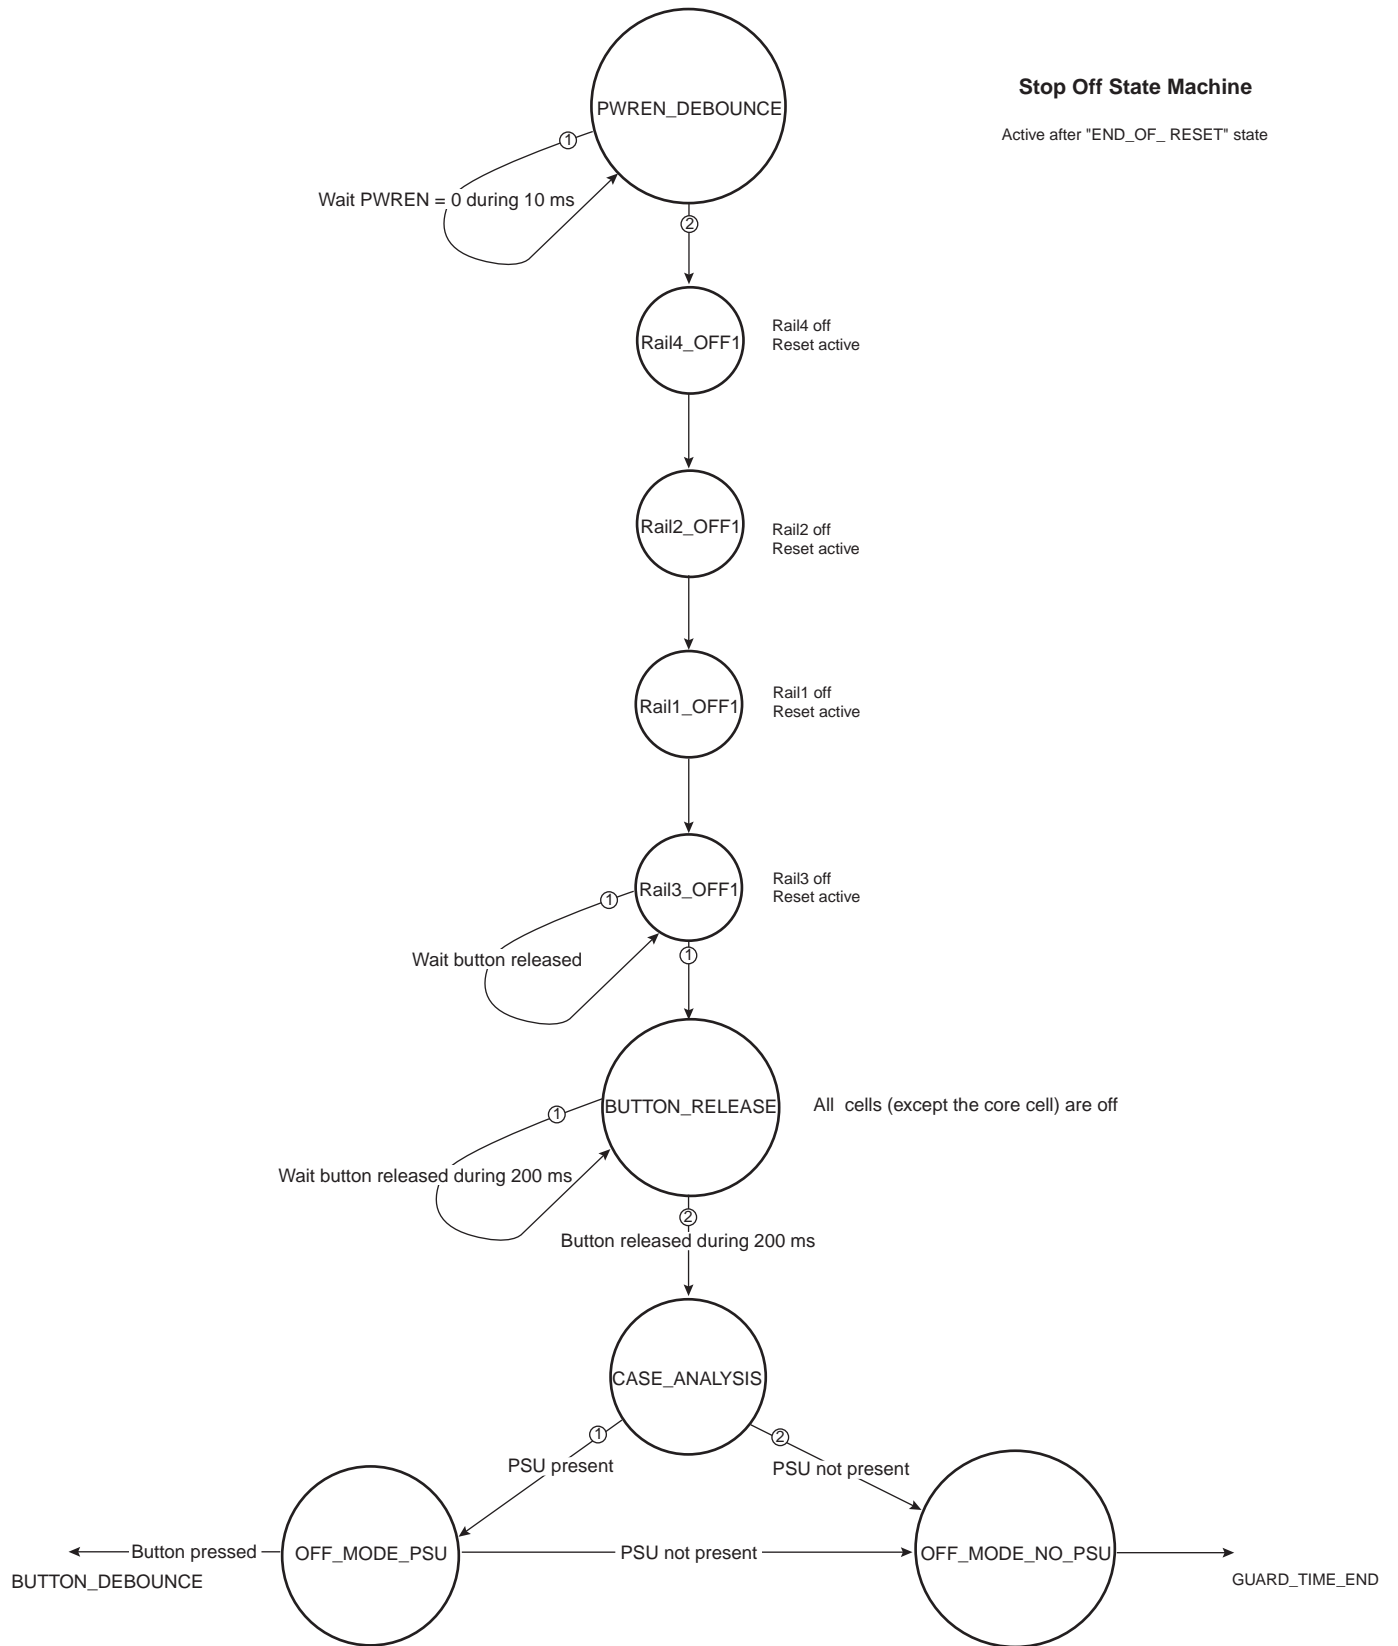 PWREN_DEBOUNCE
Stop Off State Machine
Active after "END_OF_ RESET" state
1
Wait PWREN = 0 during 10 ms
2
Rail4_OFF1
Rail4 off
Reset active
Rail2_OFF1
Rail2 off
Reset active
Rail1_OFF1
Rail1 off
Reset active
Rail3_OFF1
Rail3 off
Reset active
1
Wait button released
1
BUTTON_RELEASE
All cells (except the core cell) are off
1
Wait button released during 200 ms
2
Button released during 200 ms
CASE_ANALYSIS
1
PSU present
2
PSU not present
Button pressed
OFF_MODE_PSU
PSU not present
OFF_MODE_NO_PSU
BUTTON_DEBOUNCE
GUARD_TIME_END